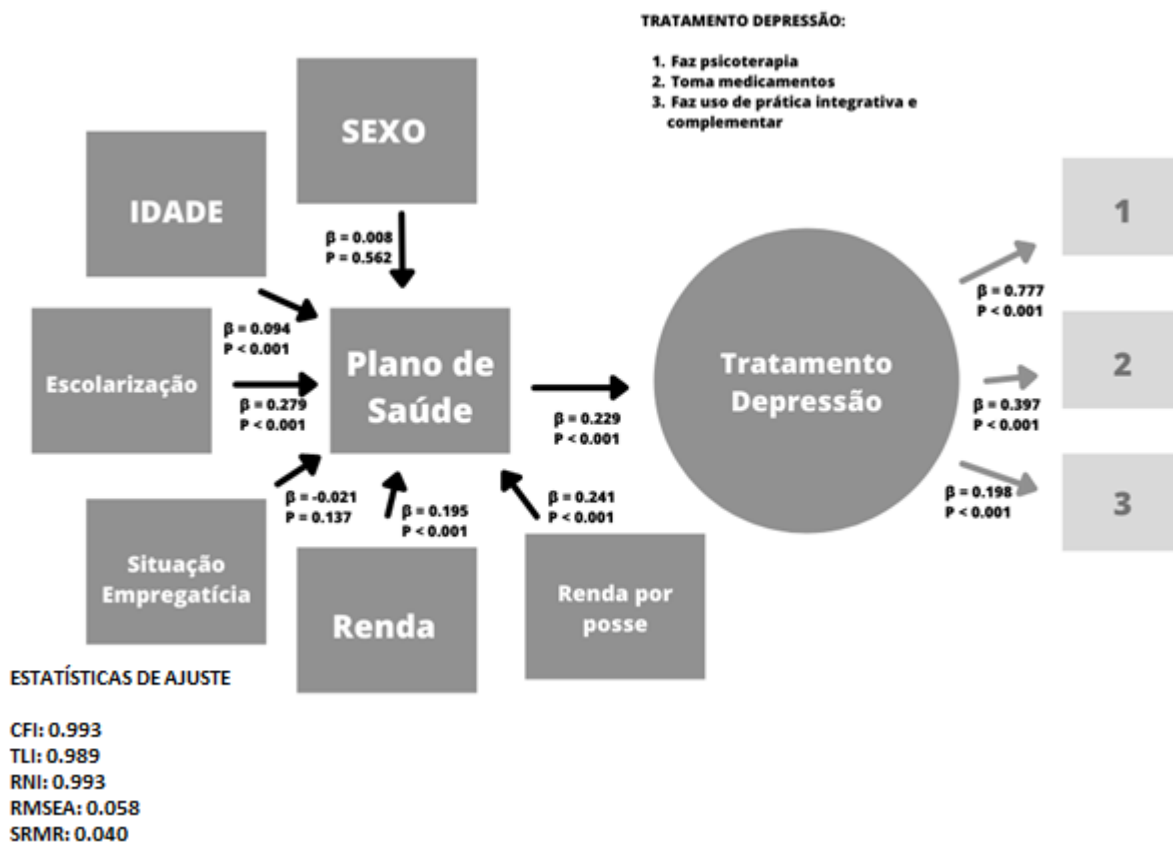 TRATAMENTO DEPRESSÃO:
1. Faz psicoterapia
2. Toma medicamentos
3. Faz uso de prática integrativa e
complementar
SEXO
IDADE
β = 0.008
P = 0.562
1
β = 0.777
P < 0.001
β = 0.094
P < 0.001
Escolarização
β = 0.279
P < 0.001
Plano de
Saúde
β = 0.229
P < 0.001
Tratamento
Depressão
2
β = 0.397
P < 0.001
β = -0.021
P = 0.137
β = 0.195
P < 0.001
β = 0.241
P < 0.001
β = 0.198
P < 0.001
3
Situação
Empregatícia
Renda
Renda por
posse
ESTATÍSTICAS DE AJUSTE
CFI: 0.993
TLI: 0.989
RNI: 0.993
RMSEA: 0.058
SRMR: 0.040